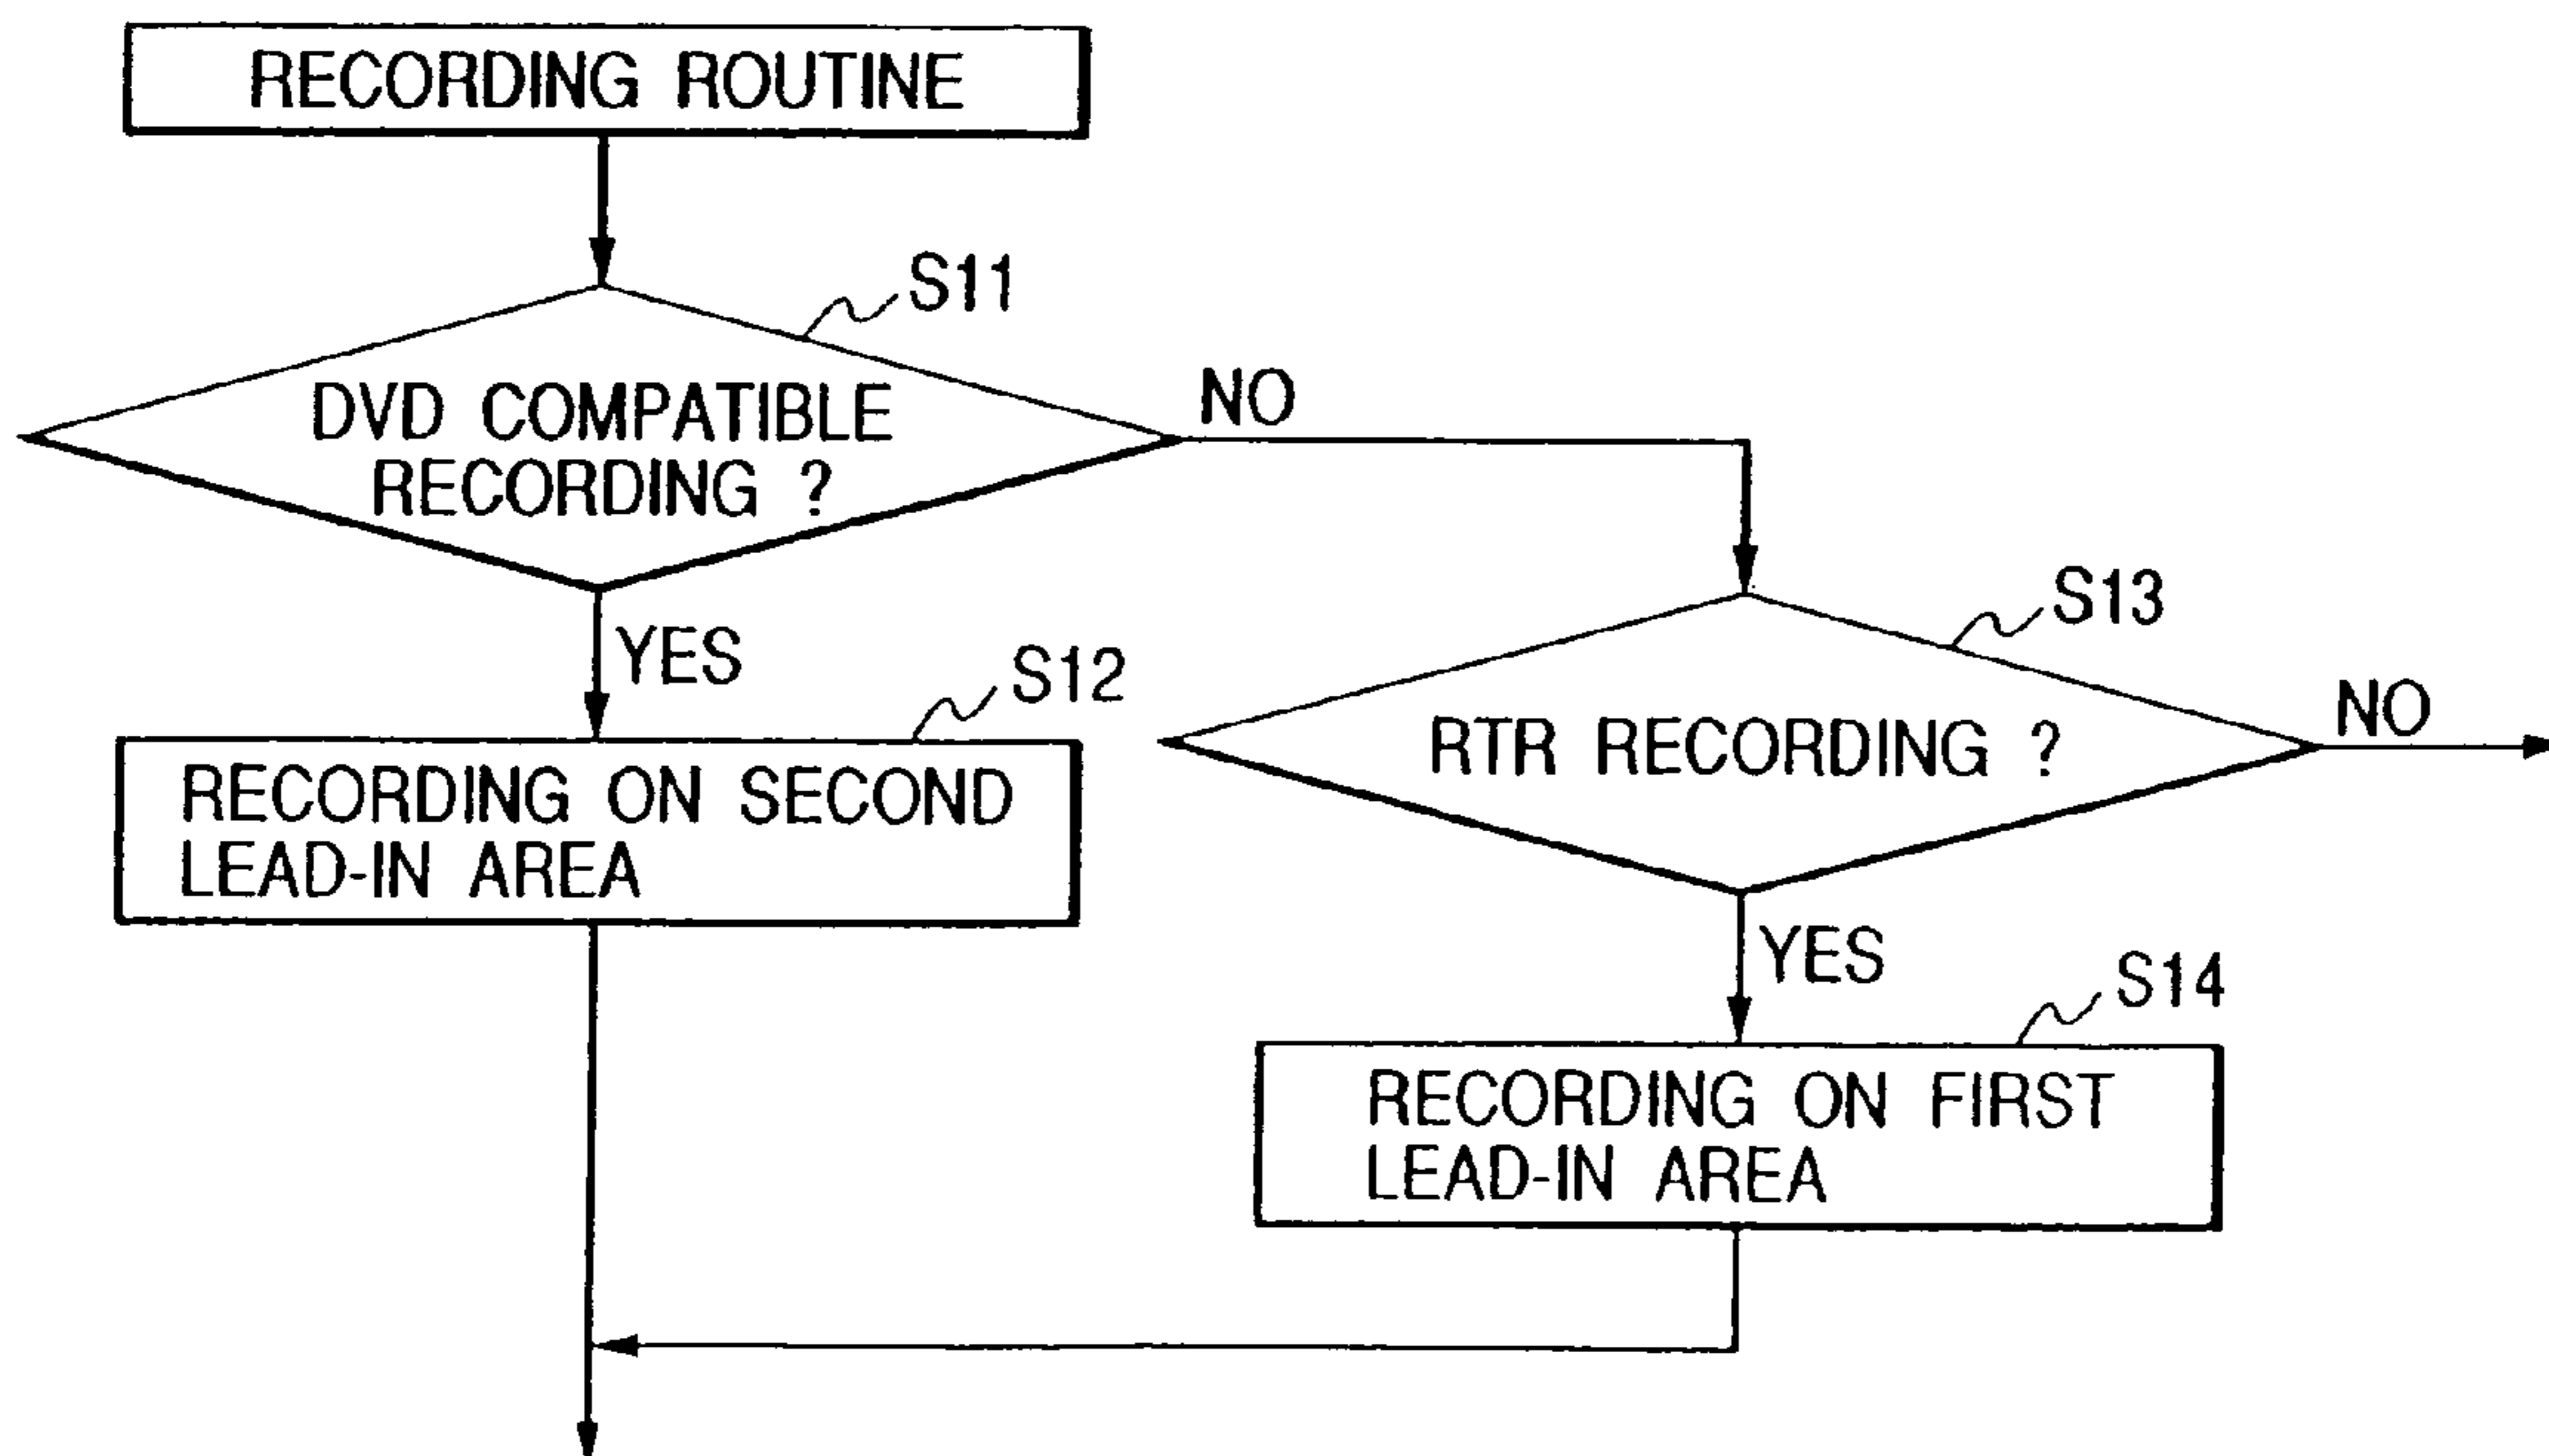 RECORDING ROUTINE
S11
DVD COMPATIBLE
RECORDING ?
NO
YES
S12
RECORDING ON SECOND
LEAD-IN AREA
S13
RTR RECORDING ?
NO
YES
S14
RECORDING ON FIRST
LEAD-IN AREA